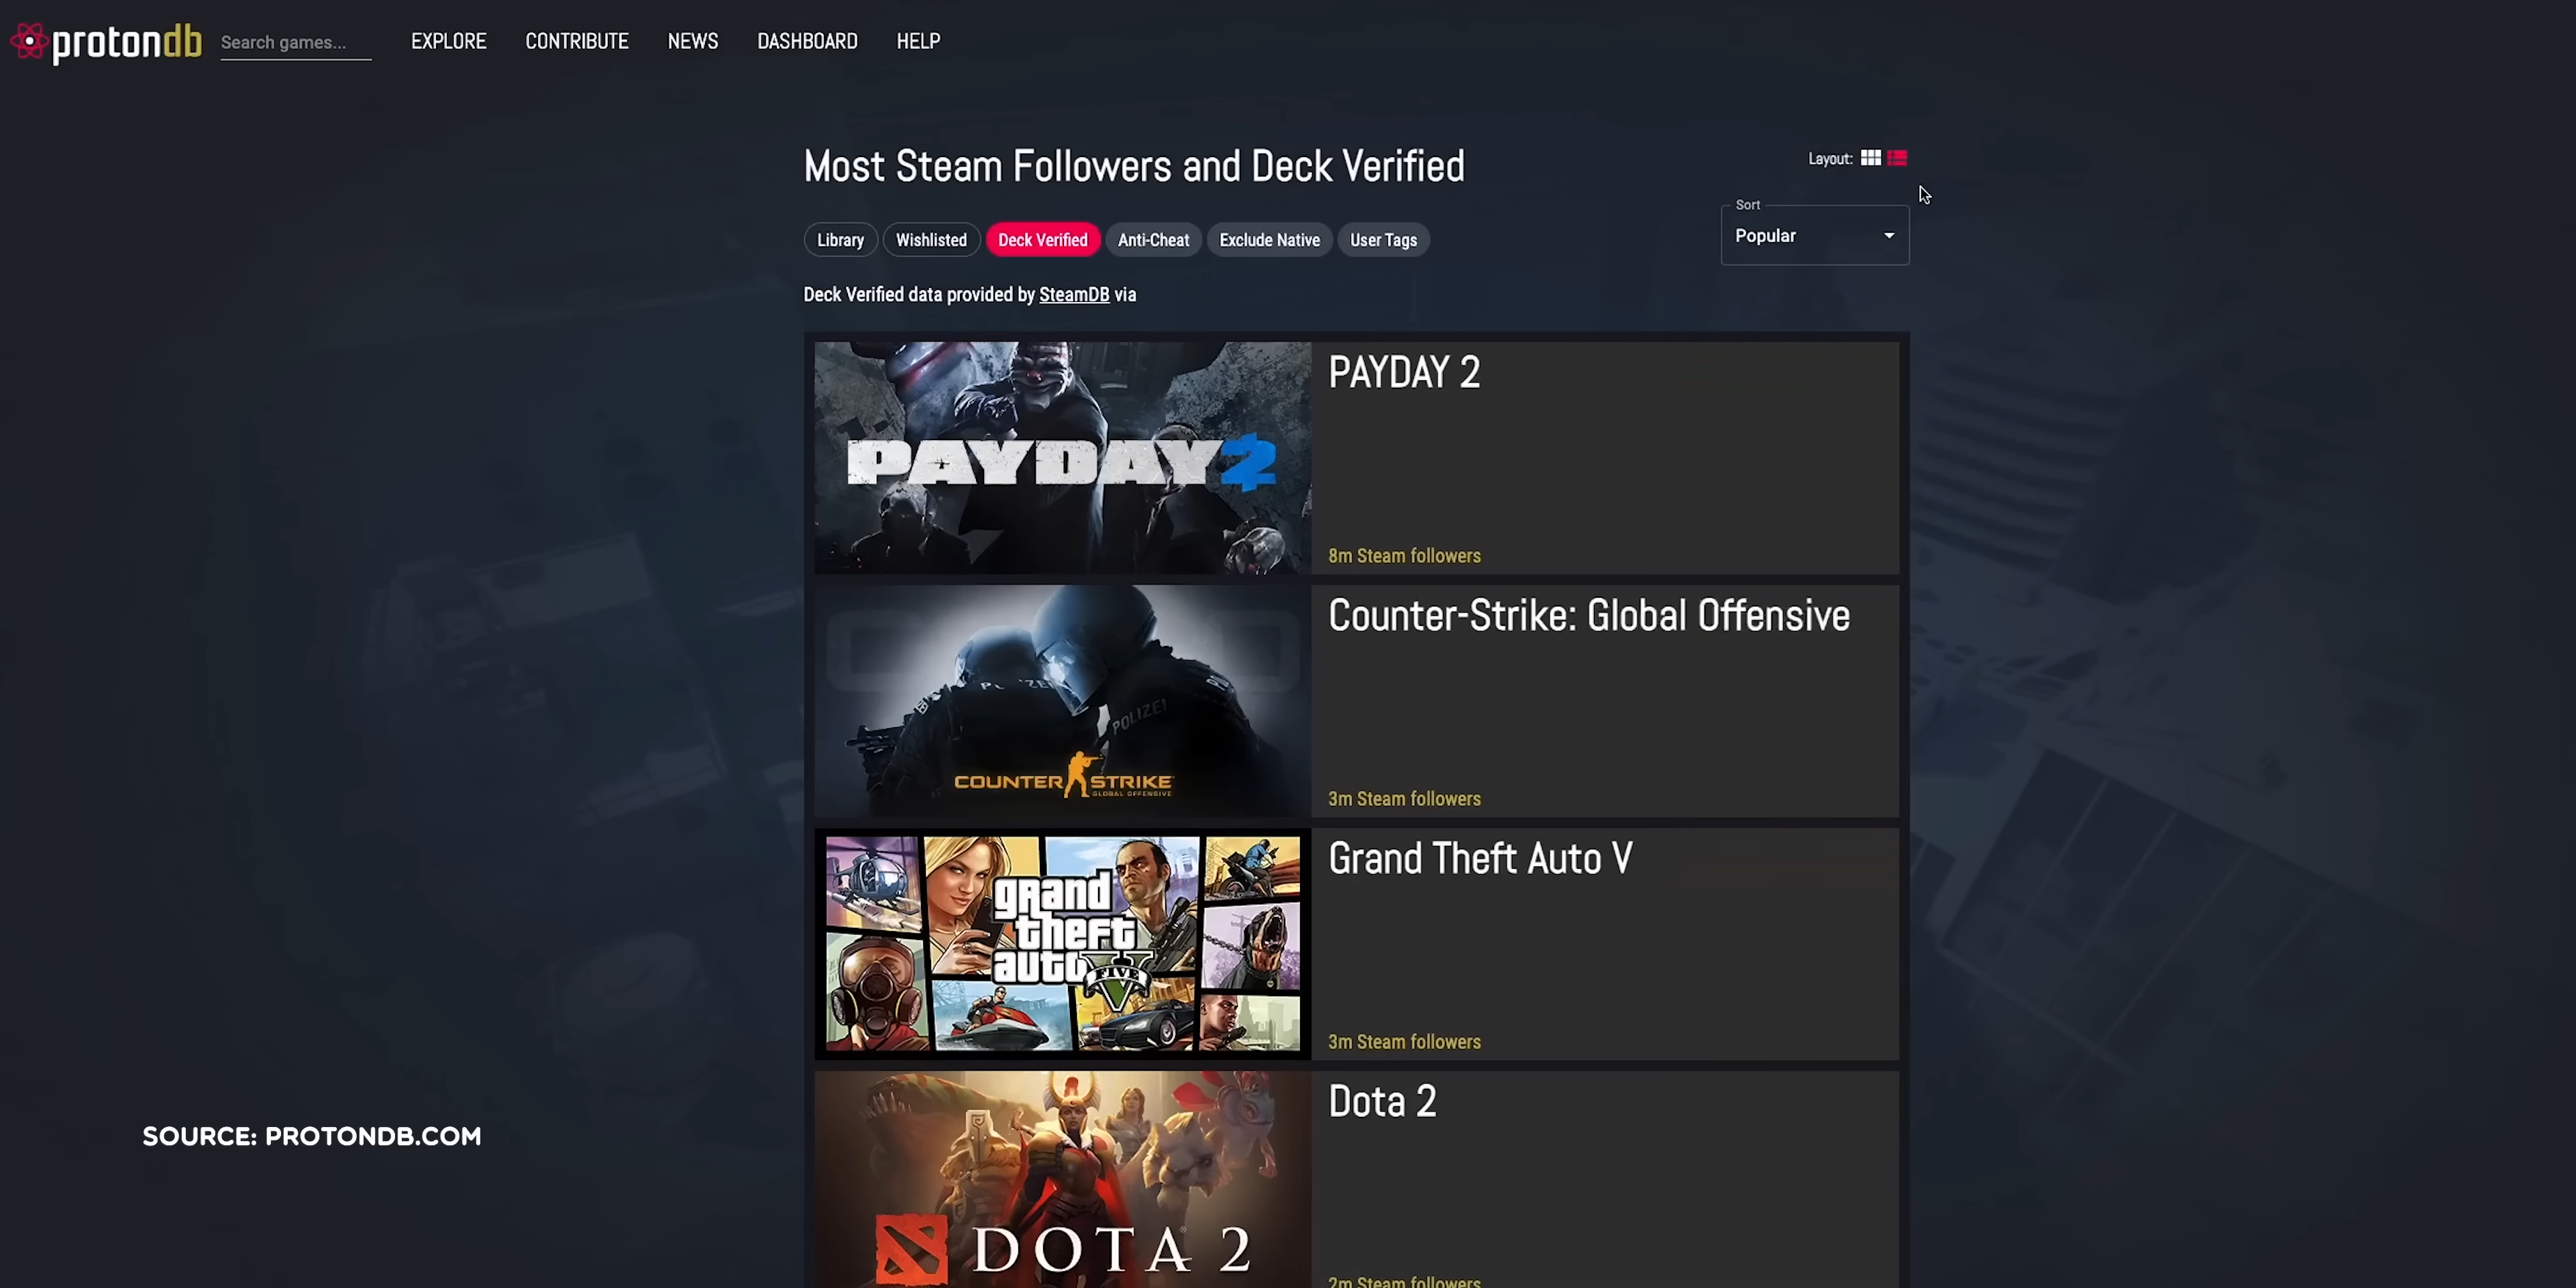 protondb
Search games...
EXPLORE
CONTRIBUTE
NEWS
DASHBOARD
HELP
Most Steam Followers and Deck Verified
Layout:
Library
Wishlisted
Deck Verified
Anti-Cheat
Exclude Native
User Tags
Sort
Popular
Deck Verified data provided by SteamDB via
PAYDAY 2
PAYDAY 2
8m Steam followers
Counter-Strike: Global Offensive
POLIZEI
COUNTER STRIKE
GLOBAL OFFENSIVE
3m Steam followers
Grand Theft Auto V
grand
theft
auto V
FIVE
3m Steam followers
Dota 2
DOTA 2
2m Steam followers
SOURCE: PROTONDB.COM